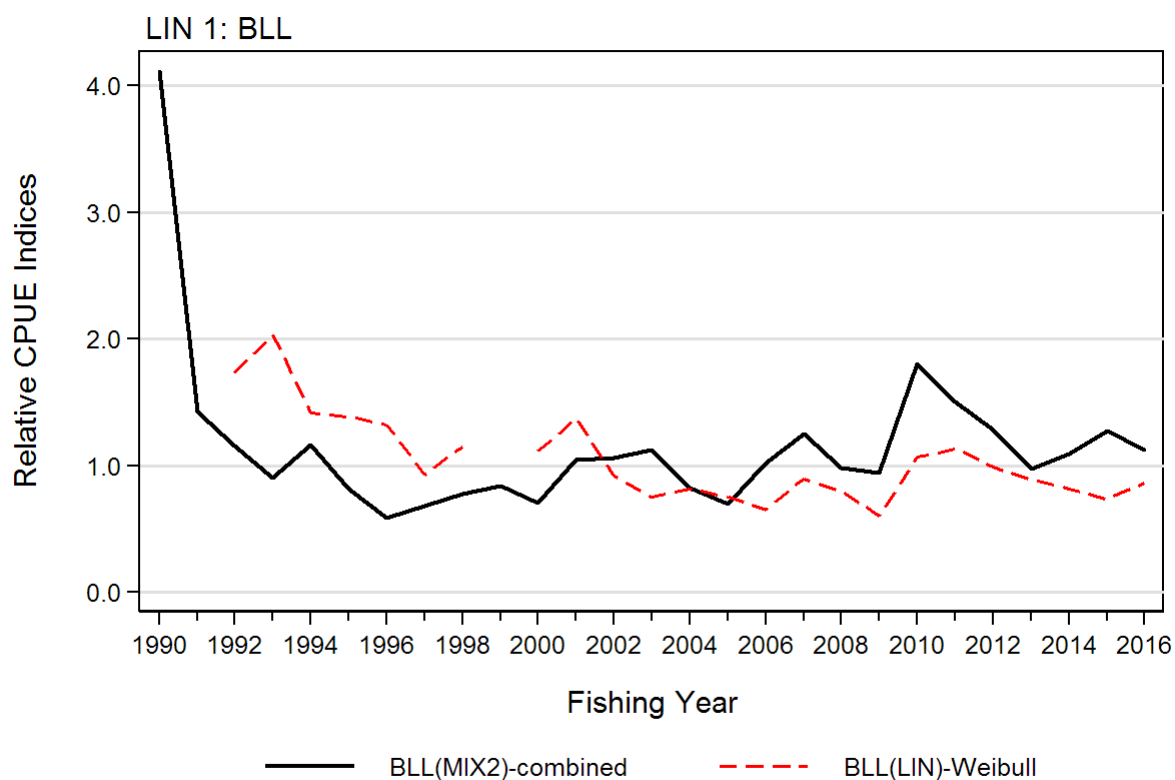 LIN 1: BLL
Relative CPUE Indices
4.0
3.0
2.0
1.0
0.0
1990 1992 1994 1996 1998 2000 2002 2004 2006 2008 2010 2012 2014 2016
Fishing Year
BLL(MIX2)-combined BLL(LIN)-Weibull